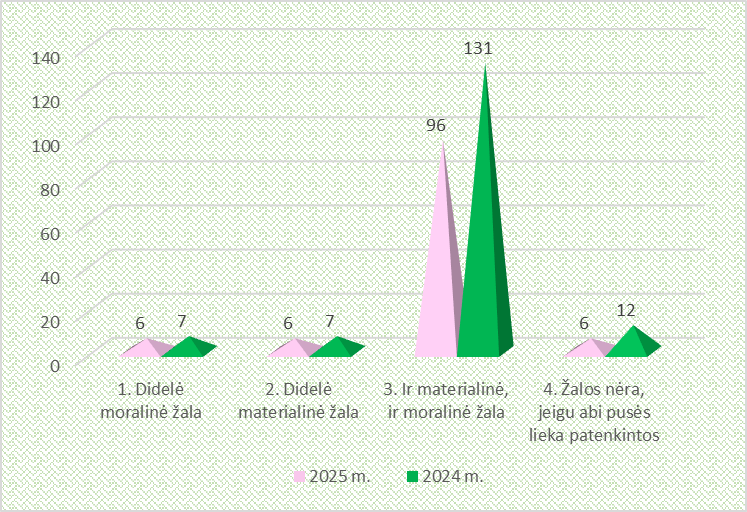 140
120
100
80
60
40
20
0
6
7
6
7
96
131
6
12
1. Didelė
moralinė žala
2. Didelė
materialinė žala
3. Ir materialinė,
ir moralinė žala
4. Žalos nėra,
jeigu abi pusės
lieka patenkintos
2025 m.
2024 m.